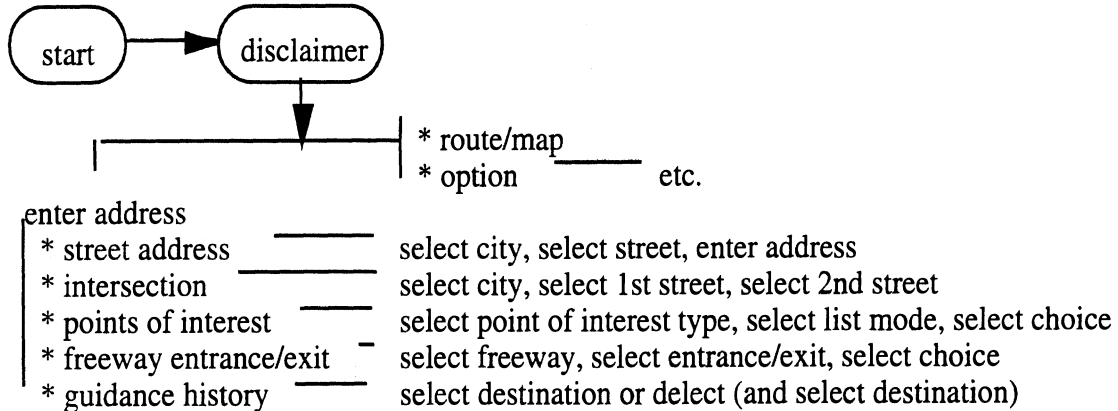 start
disclaimer
* route/map
* option etc.
enter address
* street address select city, select street, enter address
* intersection select city, select 1st street, select 2nd street
* points of interest select point of interest type, select list mode, select choice
* freeway entrance/exit select freeway, select entrance/exit, select choice
* guidance history select destination or delect (and select destination)